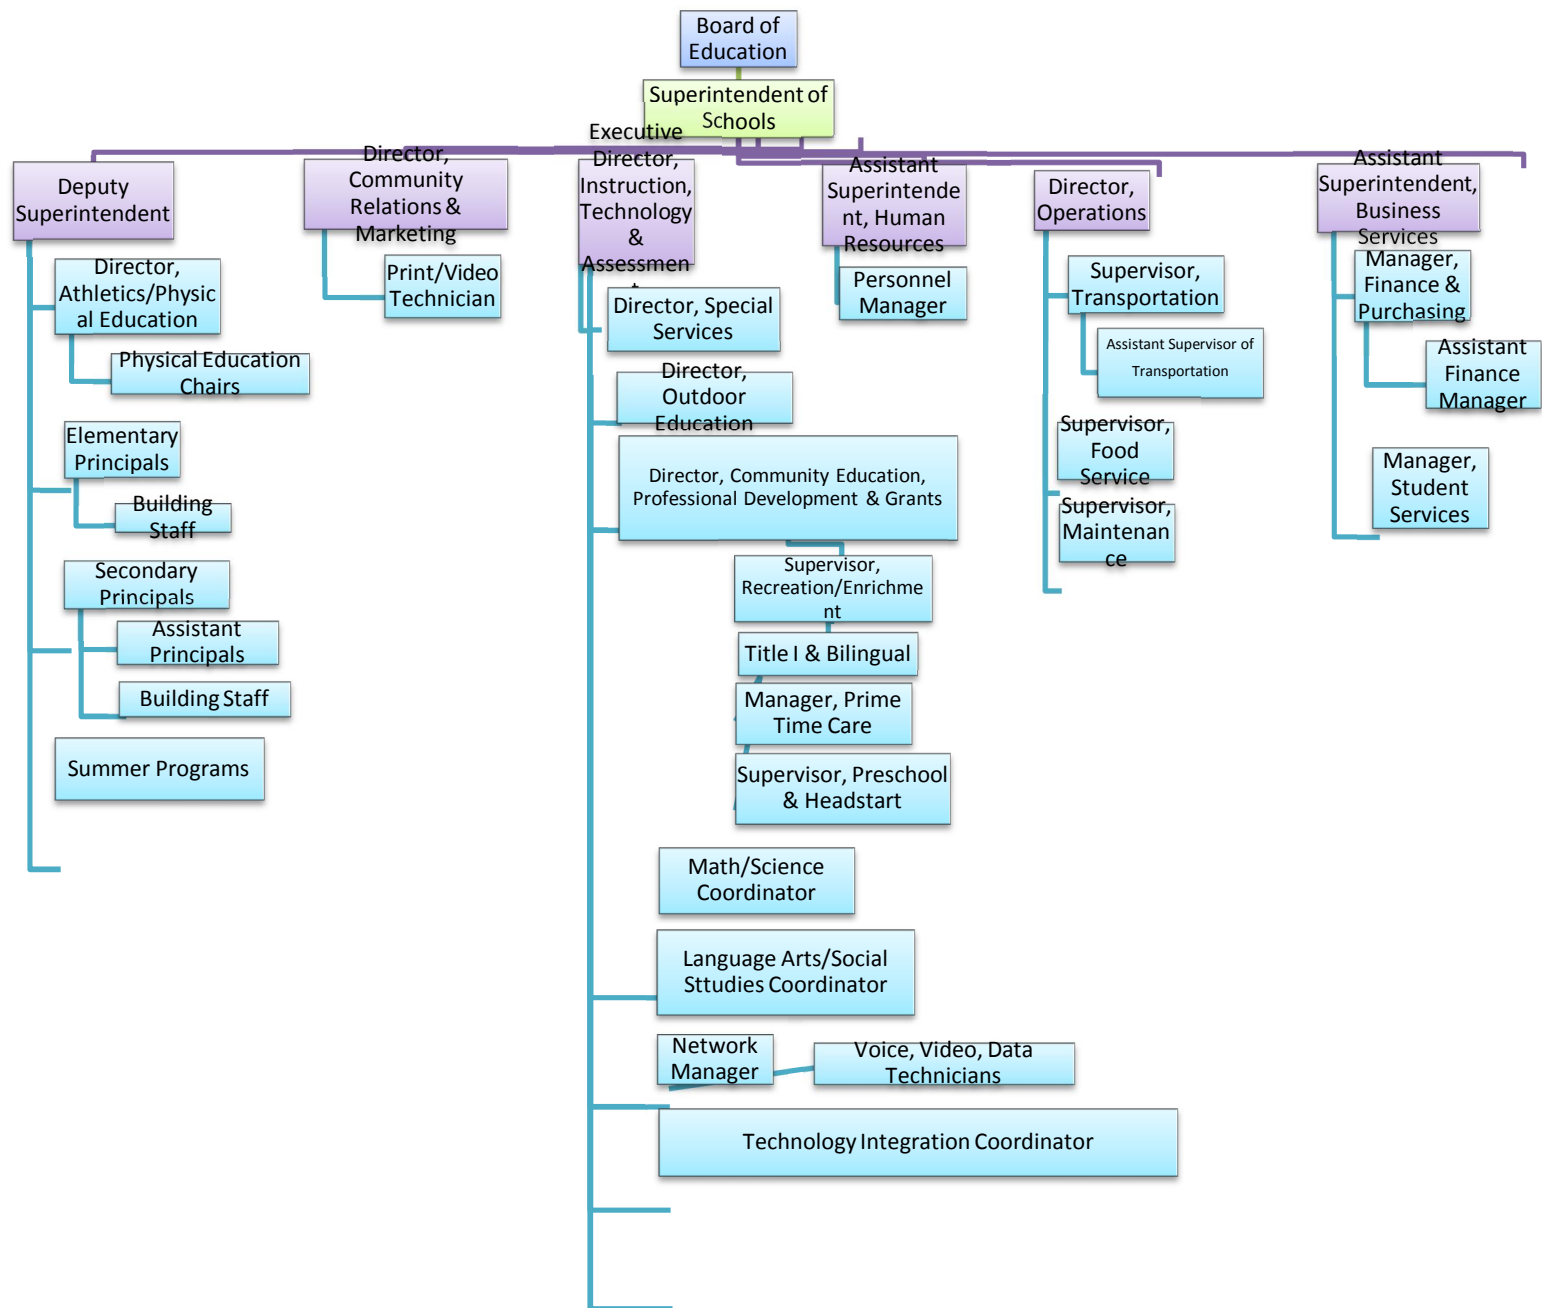 Board of
Education
Superintendent of
Schools
Deputy
Superintendent
Director,
Athletics/Physic
al Education
Physical Education
Chairs
Elementary
Principals
Building
Staff
Secondary
Principals
Assistant
Principals
Building Staff
Summer Programs
Director,
Community
Relations &
Marketing
Print/Video
Technician
Executive
Director,
Instruction,
Technology
&
Assessmen
t
Director, Special
Services
Director,
Outdoor
Education
Director, Community Education,
Professional Development & Grants
Supervisor,
Recreation/Enrichme
nt
Title I & Bilingual
Manager, Prime
Time Care
Supervisor, Preschool
& Headstart
Math/Science
Coordinator
Language Arts/Social
Sttudies Coordinator
Network
Manager
Voice, Video, Data
Technicians
Technology Integration Coordinator
Assistant
Superintende
nt, Human
Resources
Personnel
Manager
Director,
Operations
Supervisor,
Transportation
Assistant Supervisor of
Transportation
Supervisor,
Food
Service
Supervisor,
Maintenan
ce
Assistant
Superintendent,
Business
Services
Manager,
Finance &
Purchasing
Assistant
Finance
Manager
Manager,
Student
Services